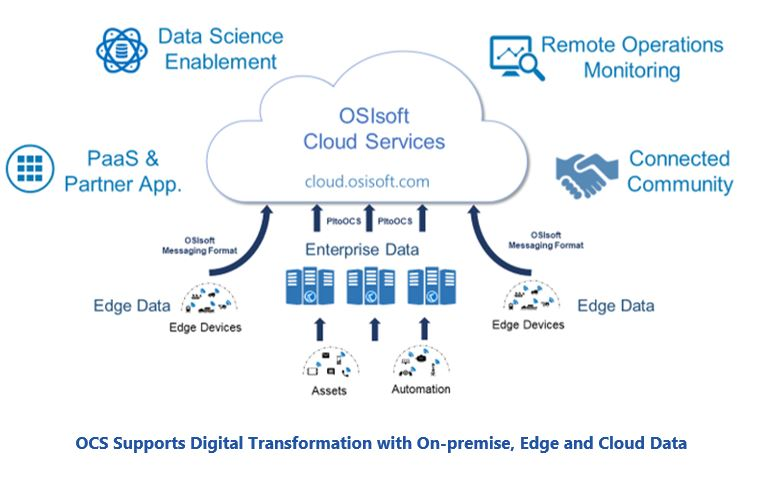 Data Science
Enablement
Remote Operations
Monitoring
OSIsoft
Cloud Services
cloud.osisoft.com
PaaS &
Partner App.
Connected
Community
PItoOCS
PItoOCS
OSIsoft
Messaging Format
OSIsoft
Messaging Format
Enterprise Data
Edge Data
Edge Devices
Edge Devices
Edge Data
Assets
Automation
OCS Supports Digital Transformation with On-premise, Edge and Cloud Data